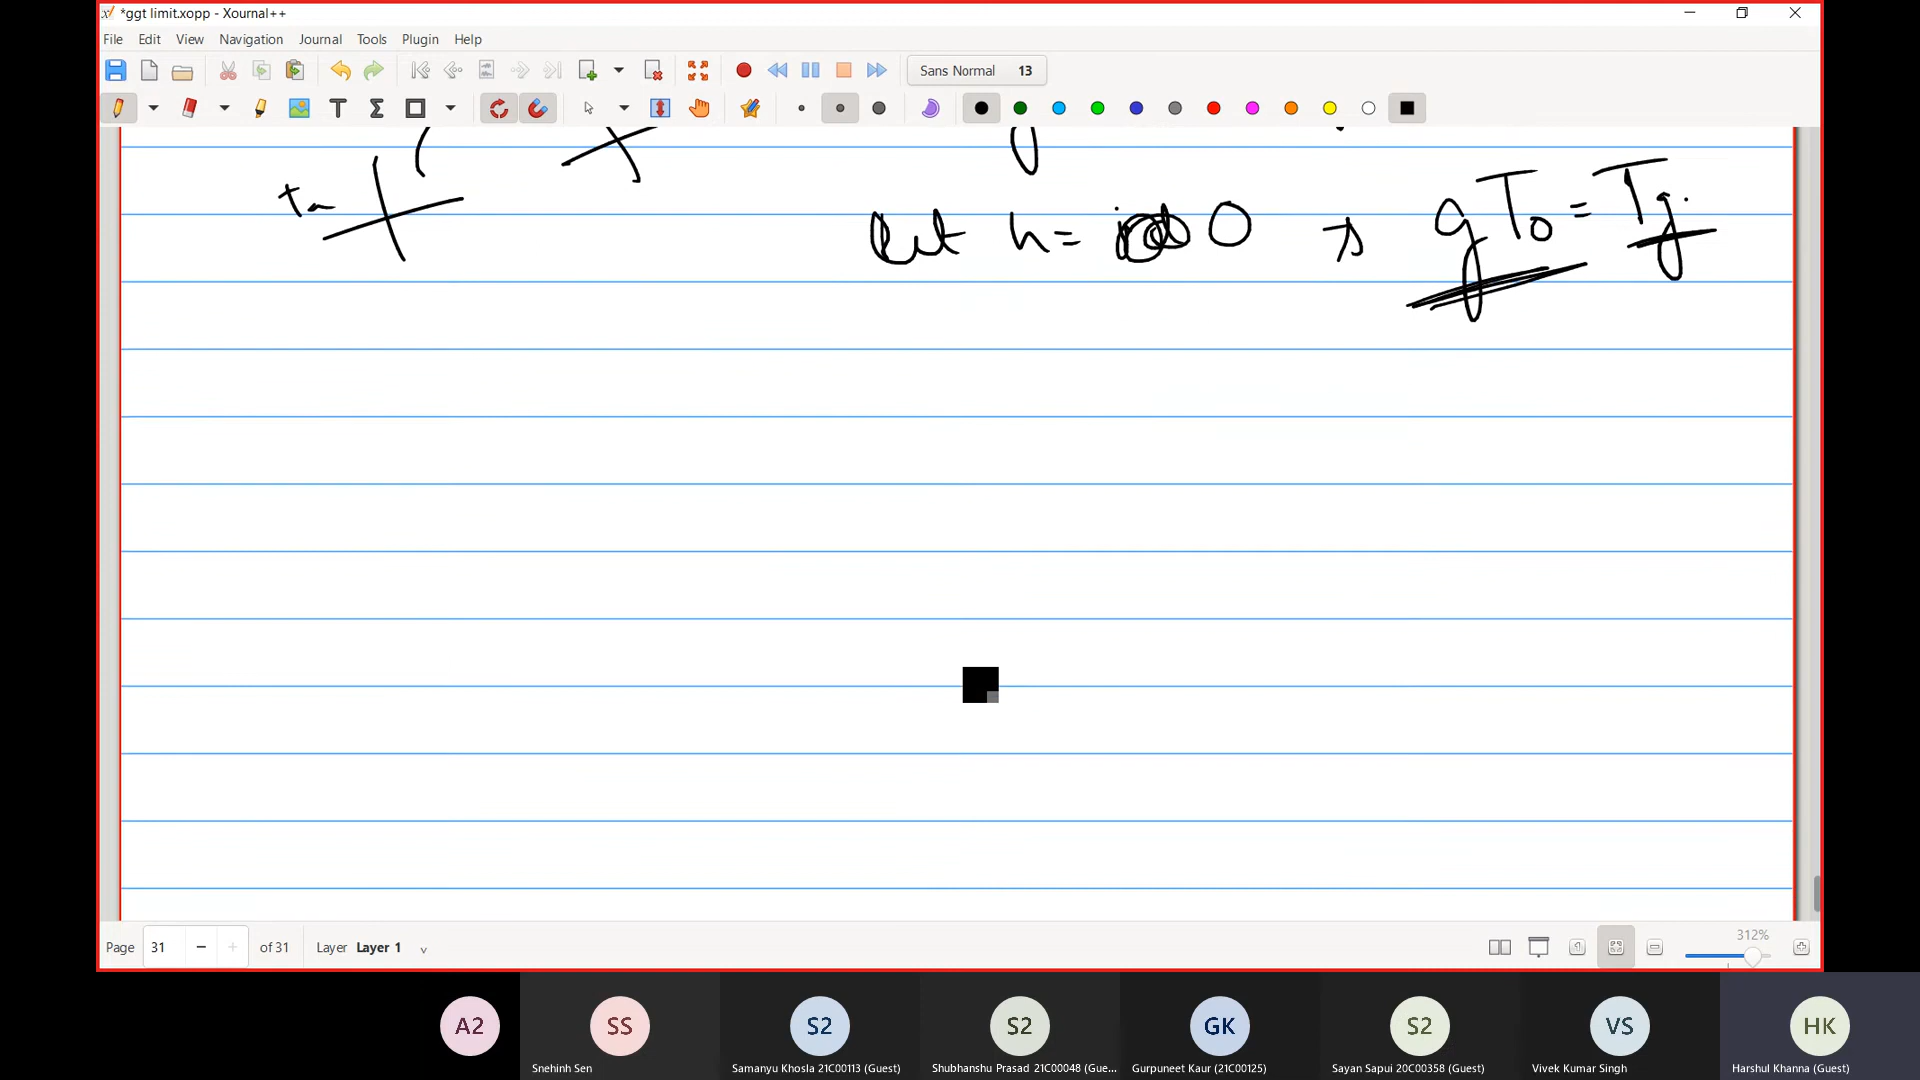 *ggt limit.xopp - Xournal++
File Edit View Navigation Journal Tools Plugin Help
Sans Normal 13
let h = 0 → gT₀ = Tg.
Page 31 of 31 Layer Layer 1 312%
A2 SS S2 S2 GK S2 VS HK
Snehinh Sen Samanyu Khosla 21C00113 (Guest) Shubhanshu Prasad 21C00048 (Gue... Gurpuneet Kaur (21C00125) Sayan Sapui 20C00358 (Guest) Vivek Kumar Singh Harshul Khanna (Guest)